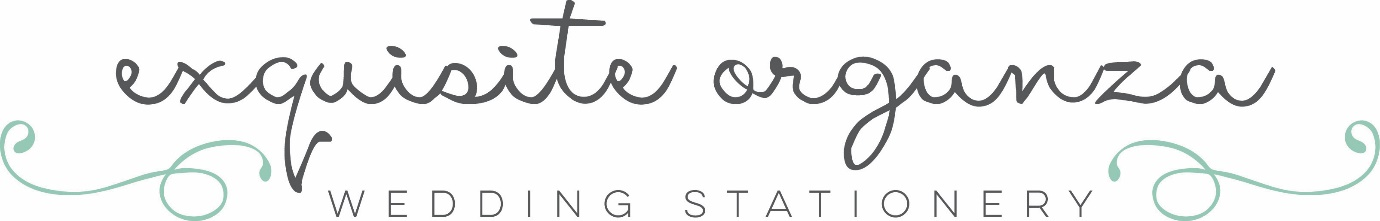 exquisite organza
WEDDING STATIONERY